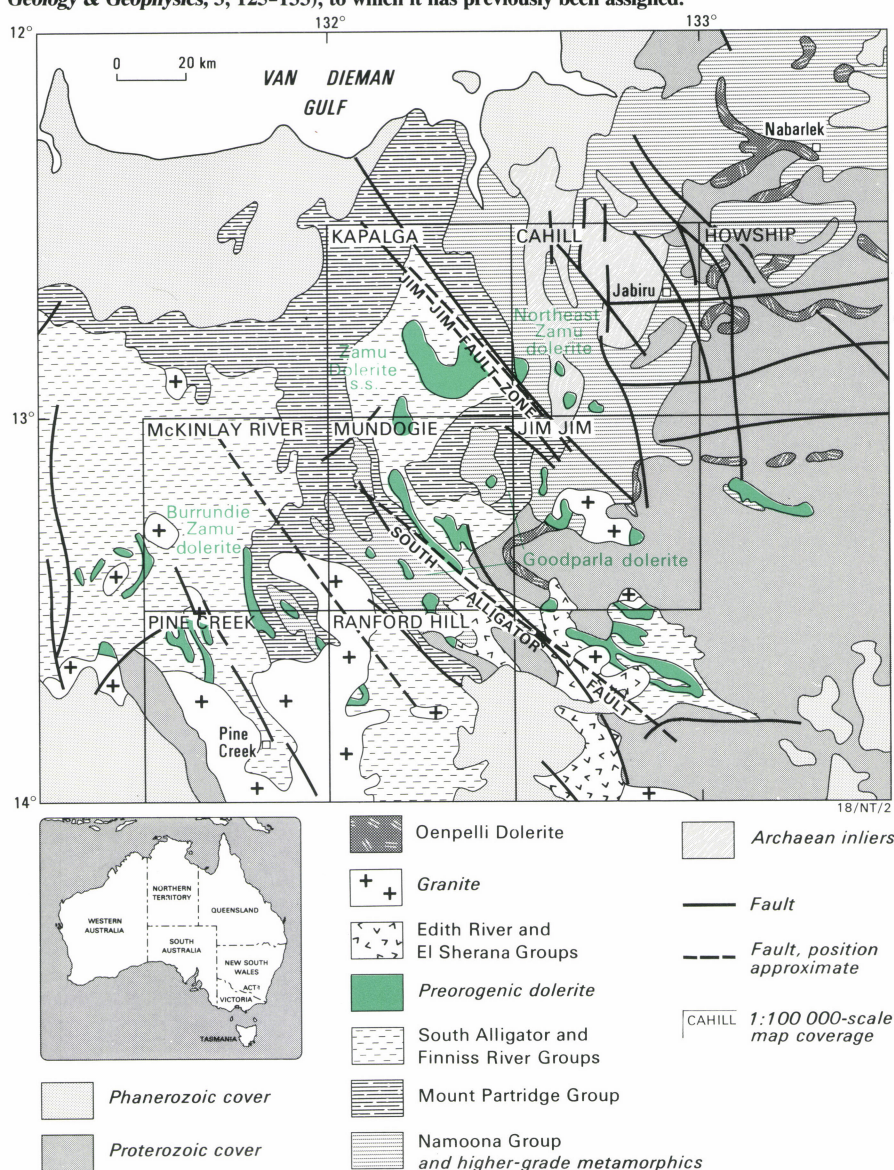 Geology & Geophysics, 3, 123–133), to which it has previously been assigned.
132°
133°
12°
0 20 km
VAN DIEMAN
GULF
Nabarlek
KAPALGA
CAHILL
HOWSHIP
JIM JIM FAULT ZONE
Jabiru
Northeast
Zamu
dolerite
Zamu
Dolerite
s.s.
13°
McKINLAY RIVER
MUNDOGIE
JIM JIM
Burrundie
Zamu
dolerite
SOUTH ALLIGATOR FAULT
Goodparla dolerite
PINE CREEK
RANFORD HILL
Pine
Creek
14°
18/NT/2
WESTERN
AUSTRALIA
NORTHERN
TERRITORY
QUEENSLAND
SOUTH
AUSTRALIA
NEW SOUTH
WALES
ACT
VICTORIA
TASMANIA
Phanerozoic cover
Proterozoic cover
Oenpelli Dolerite
Granite
Edith River and
El Sherana Groups
Preorogenic dolerite
South Alligator and
Finniss River Groups
Mount Partridge Group
Namoona Group
and higher-grade metamorphics
Archaean inliers
Fault
Fault, position
approximate
CAHILL 1:100 000-scale
map coverage